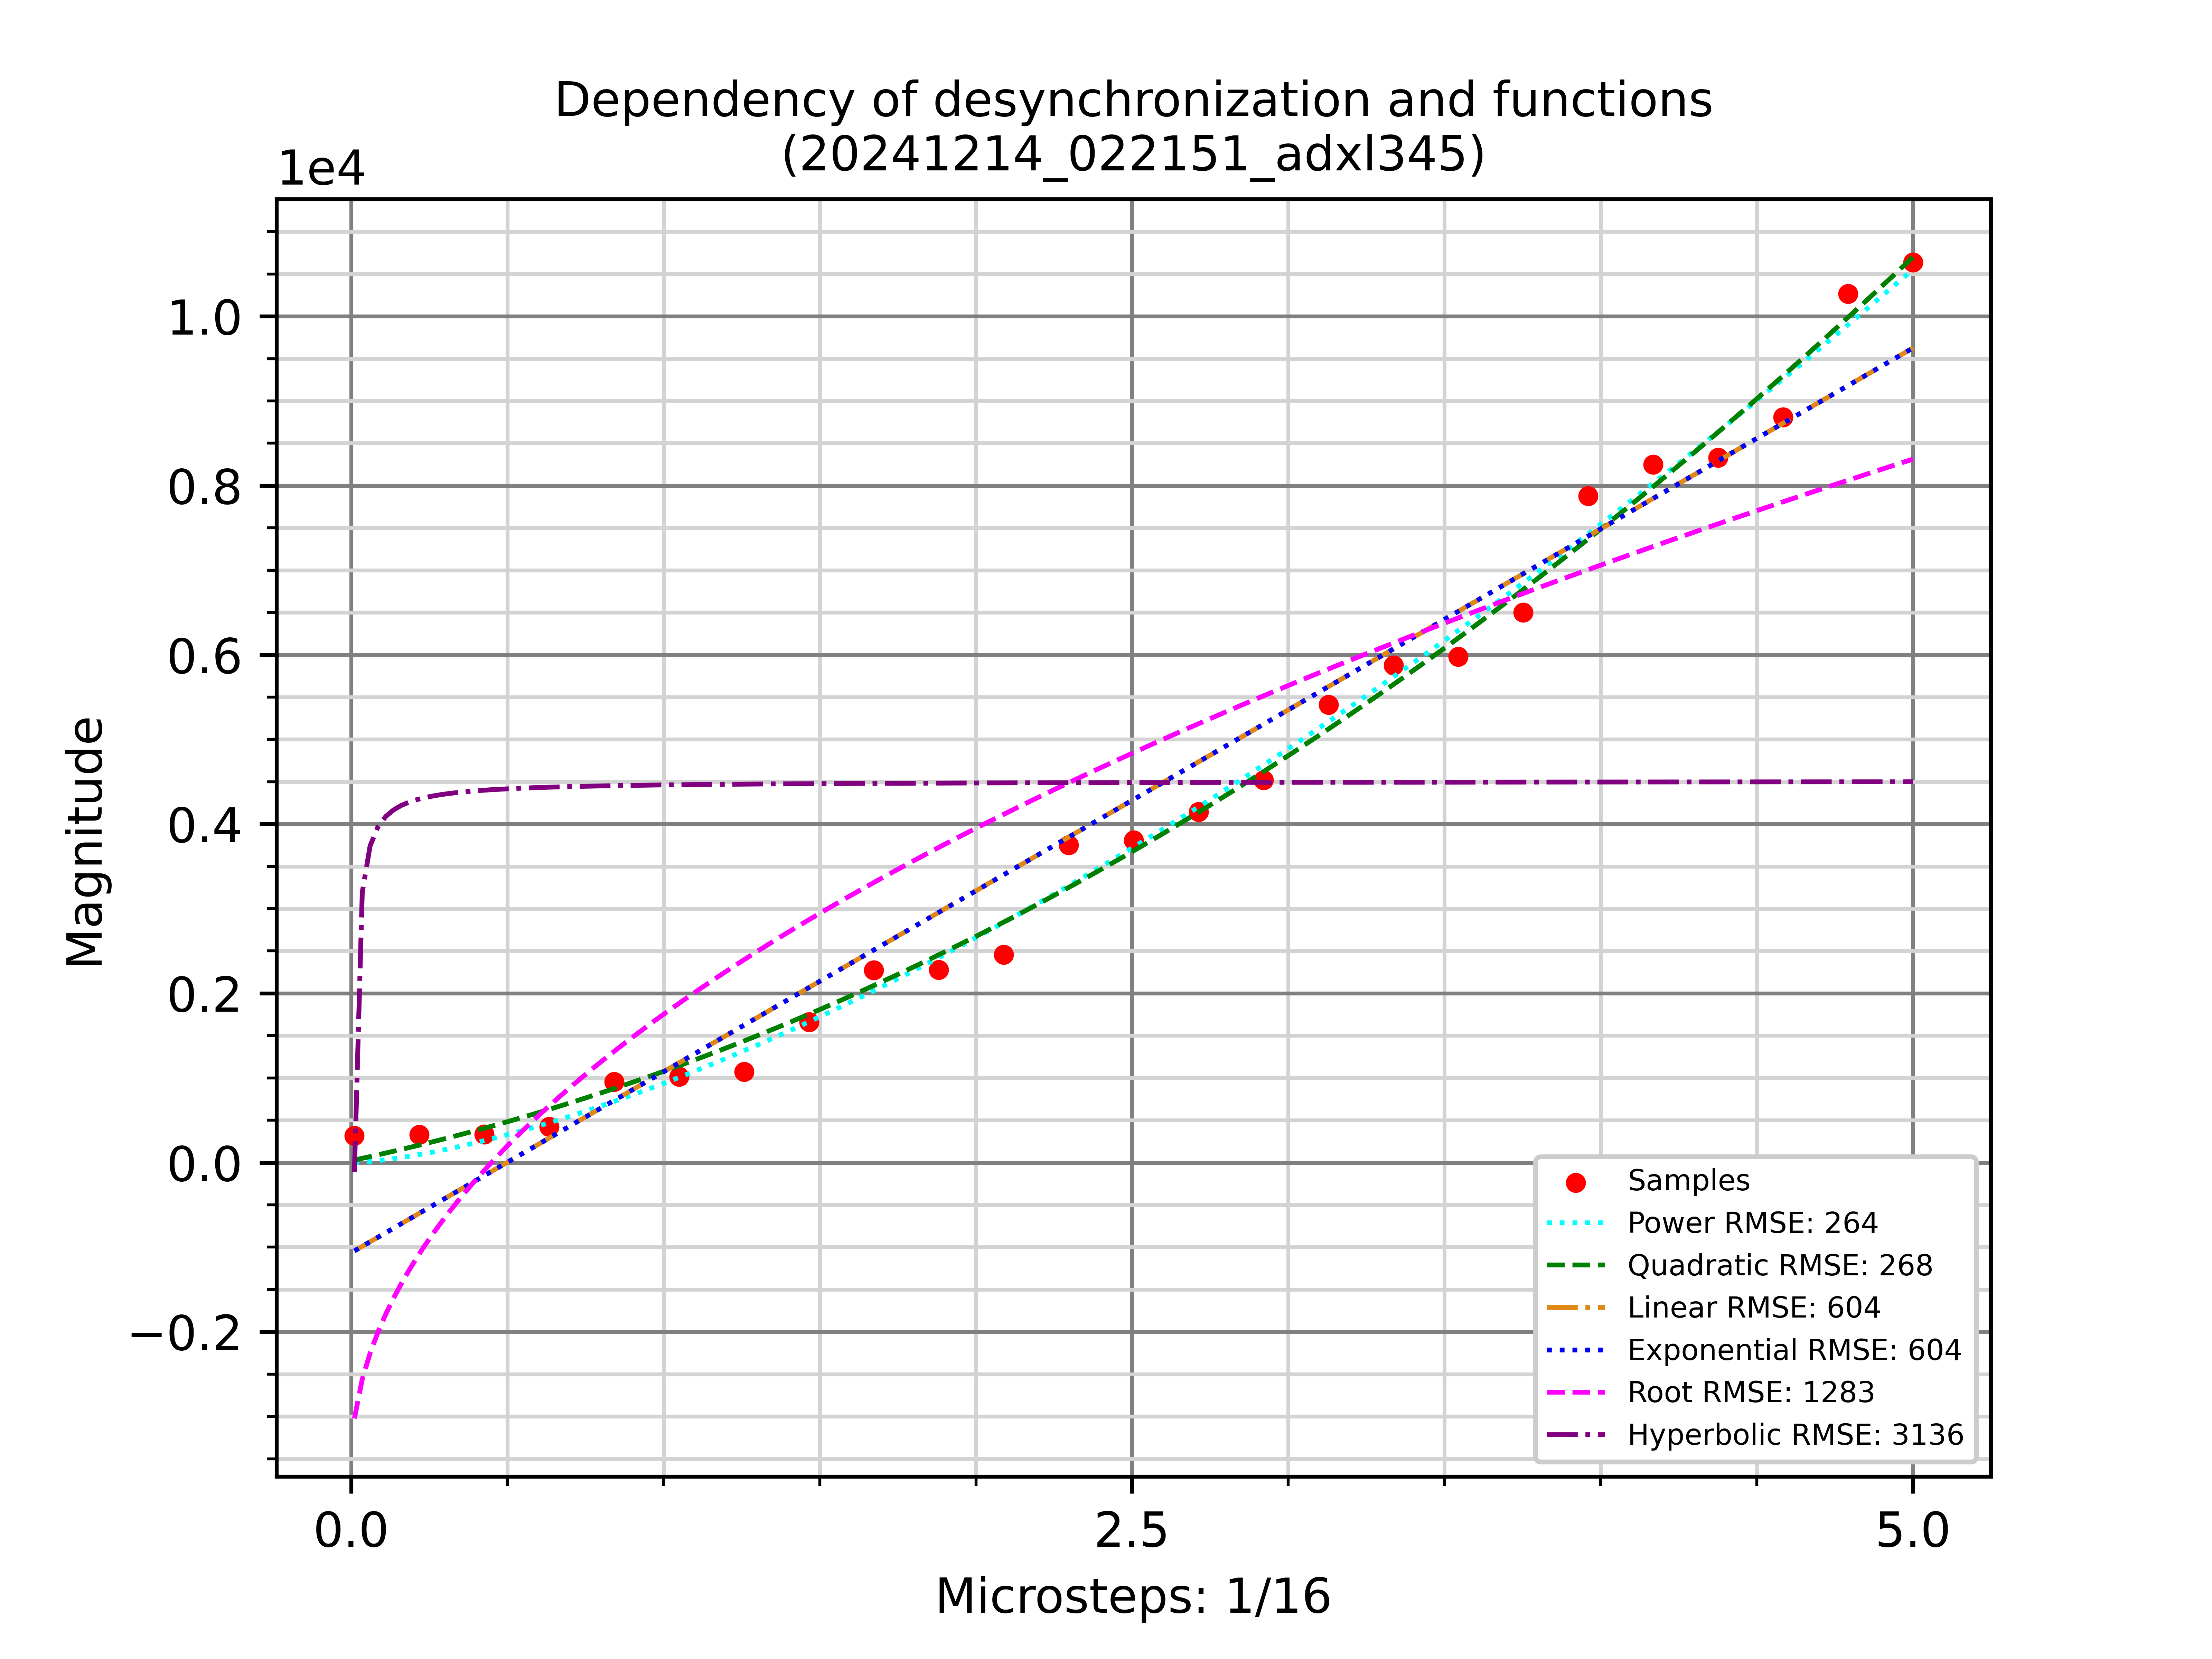 Dependency of desynchronization and functions
(20241214_022151_adxl345)
1e4
1.0
0.8
0.6
0.4
0.2
0.0
−0.2
Magnitude
0.0 2.5 5.0
Microsteps: 1/16
Samples
Power RMSE: 264
Quadratic RMSE: 268
Linear RMSE: 604
Exponential RMSE: 604
Root RMSE: 1283
Hyperbolic RMSE: 3136